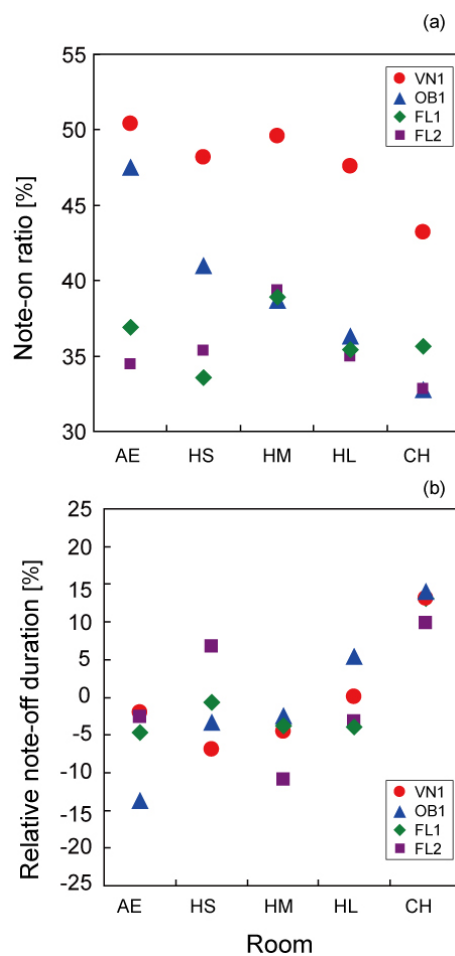 (a)
Note-on ratio [%]
55
50
45
40
35
30
VN1
OB1
FL1
FL2
AE HS HM HL CH
(b)
Relative note-off duration [%]
25
20
15
10
5
0
-5
-10
-15
-20
-25
VN1
OB1
FL1
FL2
AE HS HM HL CH
Room